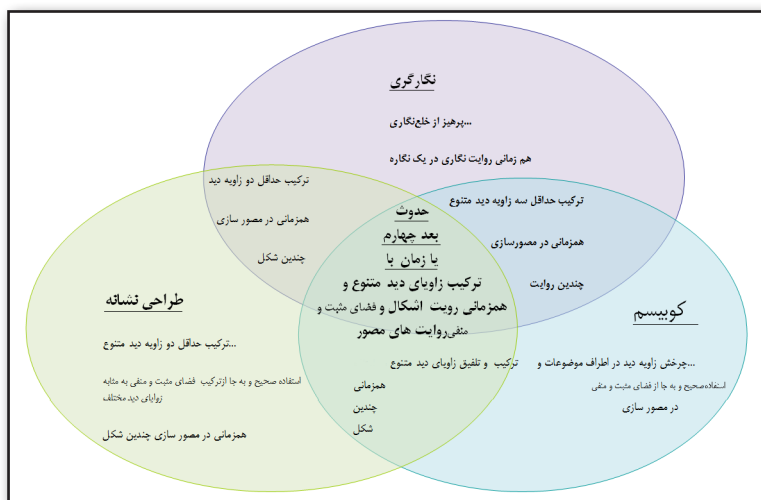 نگارگری
...پرهیز از خلع‌نگاری
هم زمانی روایت نگاری در یک نگاره
ترکیب حداقل دو زاویه دید
همزمانی در مصور سازی
چندین شکل
ترکیب حداقل سه زاویه دید متنوع
همزمانی در مصورسازی
چندین روایت
حدوث
بعد چهارم
یا زمان با
ترکیب زاویای دید متنوع و
همزمانی رویت اشکال و فضای مثبت و
منفی‌روایت های مصور
طراحی نشانه
...ترکیب حداقل دو زاویه دید متنوع
استفاده صحیح و به جا ازترکیب فضای مثبت و منفی به مثابه
زوایای دید مختلف
همزمانی در مصور سازی چندین شکل
ترکیب و تلفیق زاویای دید متنوع
همزمانی
چندین
شکل
کوبیسم
...چرخش زاویه دید در اطراف موضوعات و
استفاده‌صحیح و به جا از فضای مثبت و منفی
در مصور سازی